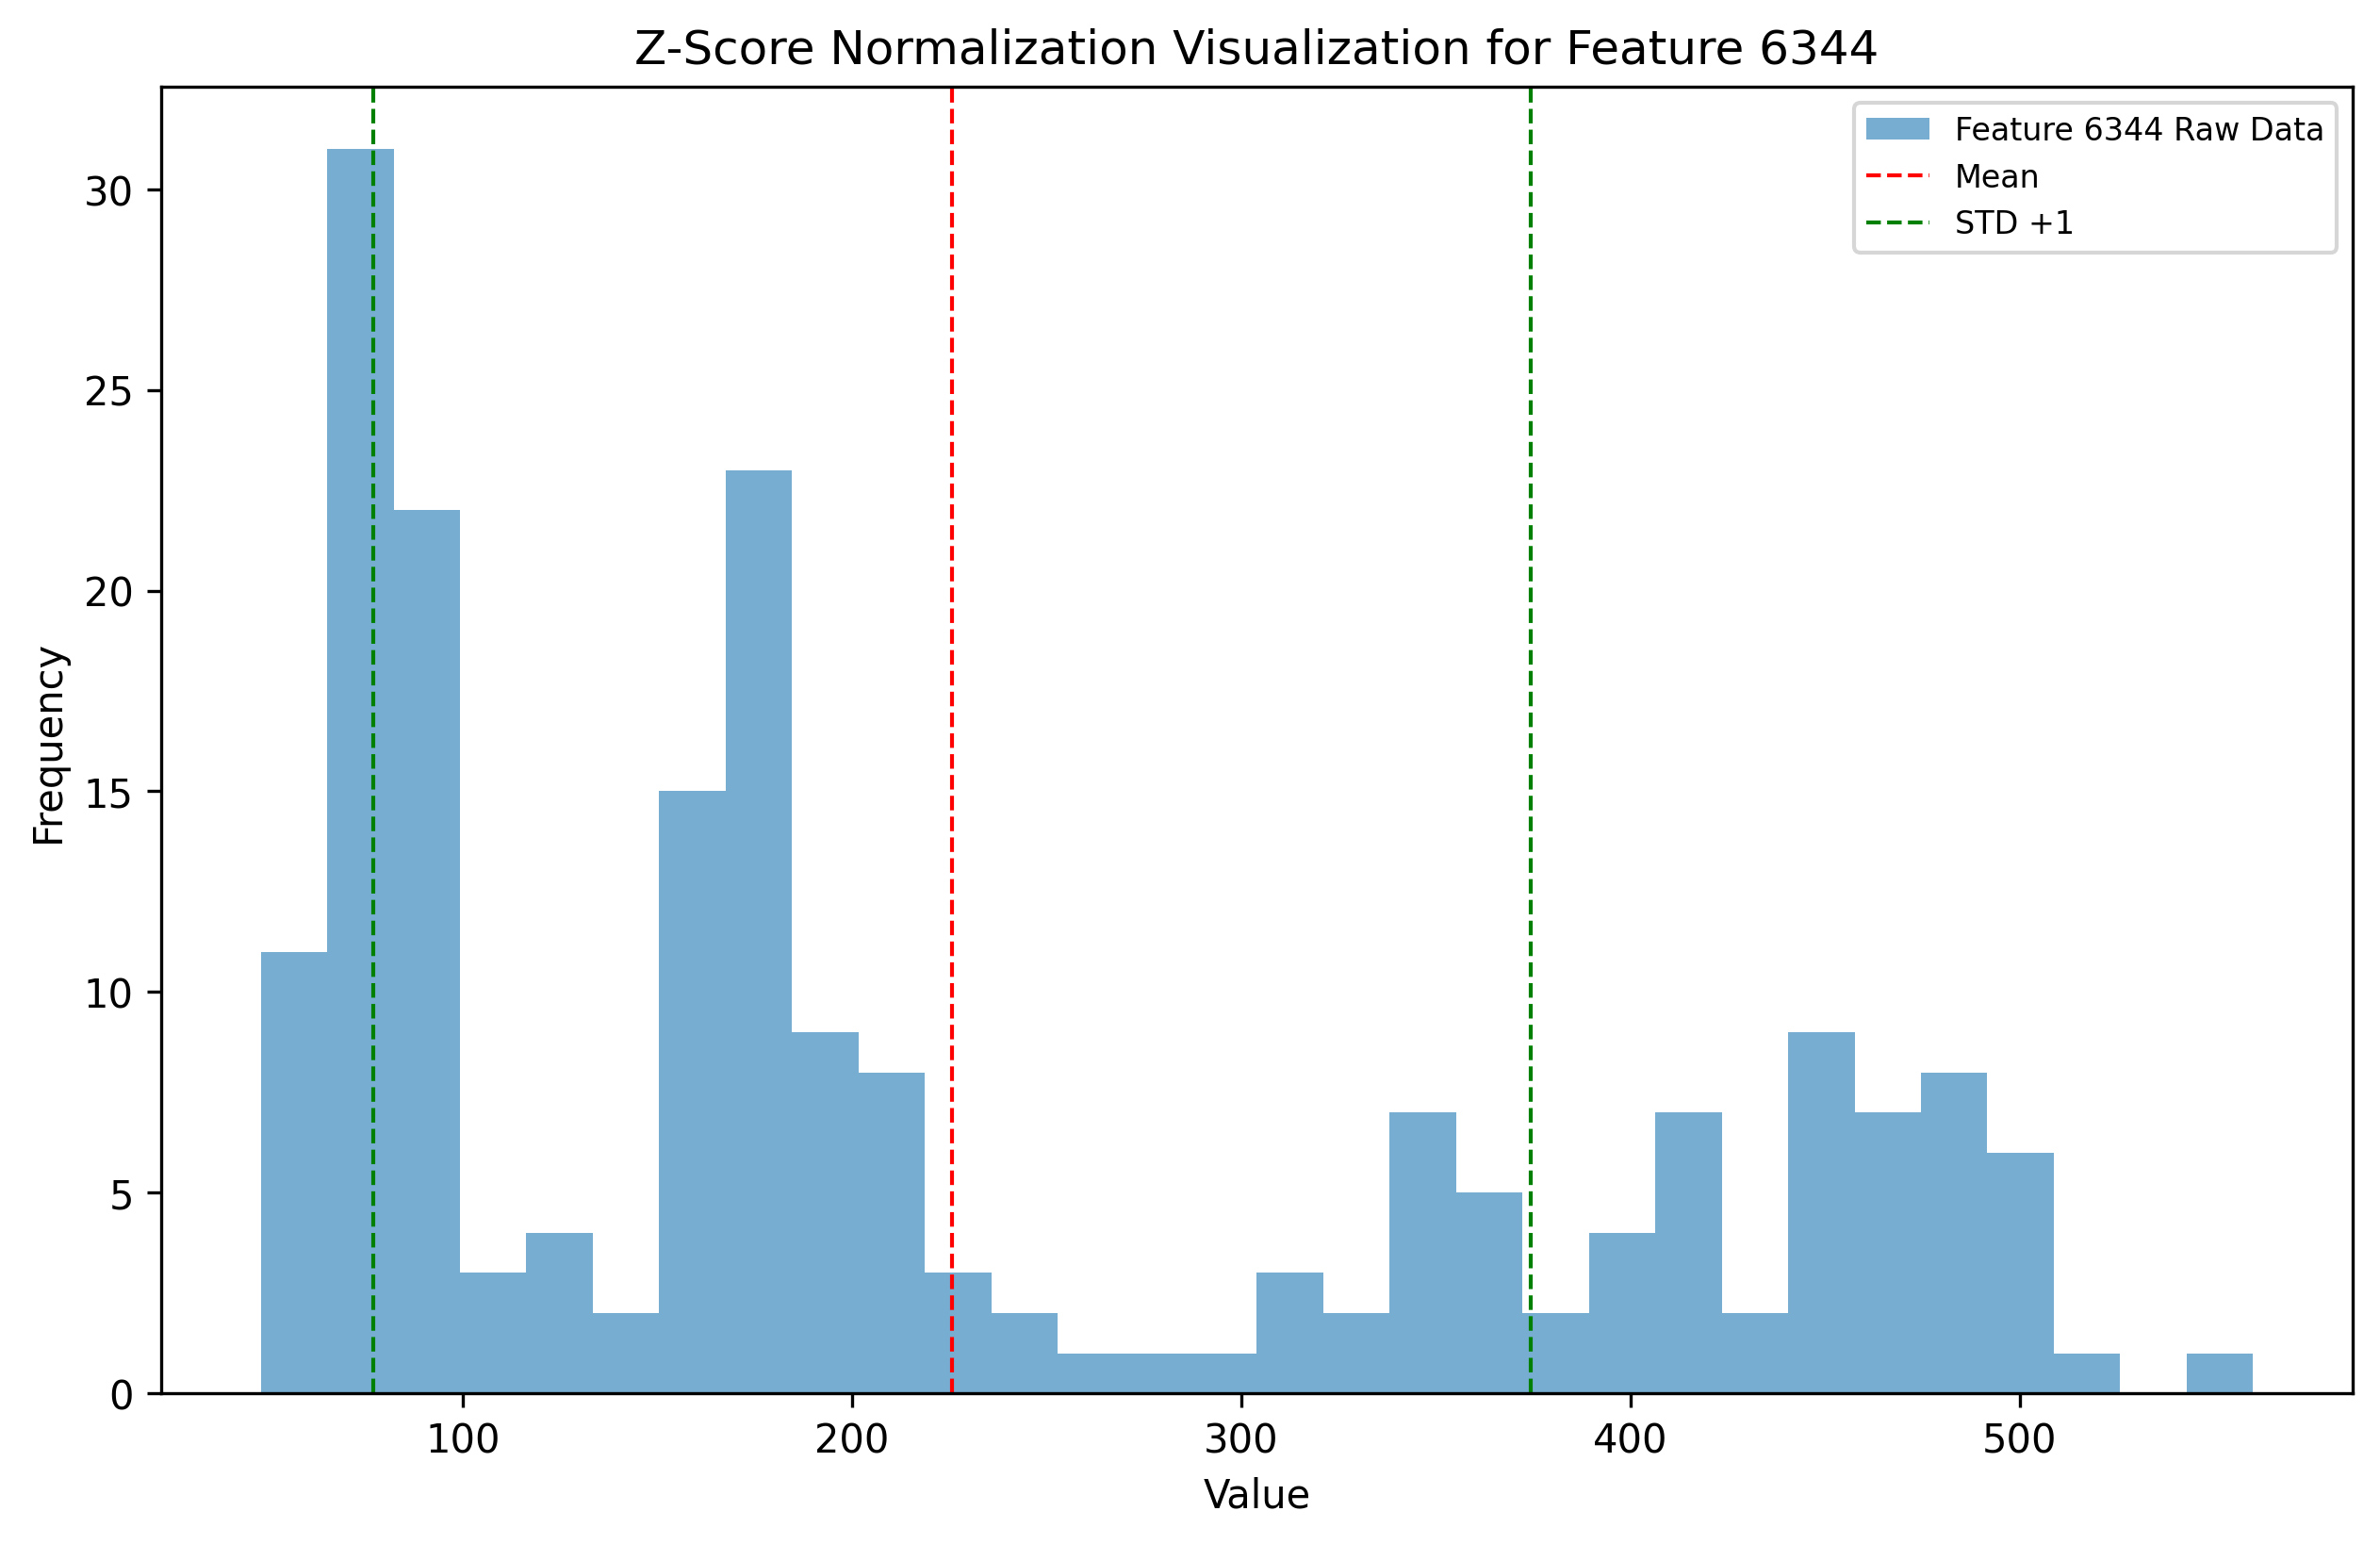 Z-Score Normalization Visualization for Feature 6344
Feature 6344 Raw Data
Mean
STD +1
30
25
20
15
10
5
0
Frequency
100 200 300 400 500
Value